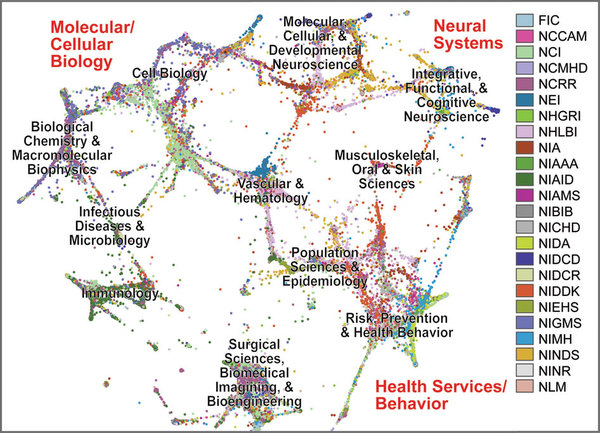 Molecular/
Cellular
Biology
Molecular,
Cellular, &
Developmental
Neuroscience
Neural
Systems
Cell Biology
Integrative,
Functional, &
Cognitive
Neuroscience
Biological
Chemistry &
Macromolecular
Biophysics
Musculoskeletal,
Oral & Skin
Sciences
Vascular &
Hematology
Infectious
Diseases &
Microbiology
Population
Sciences &
Epidemiology
Immunology
Risk, Prevention
& Health Behavior
Surgical
Sciences,
Biomedical
Imagining, &
Bioengineering
Health Services/
Behavior
FIC
NCCAM
NCI
NCMHD
NCRR
NEI
NHGRI
NHLBI
NIA
NIAAA
NIAID
NIAMS
NIBIB
NICHD
NIDA
NIDCD
NIDCR
NIDDK
NIEHS
NIGMS
NIMH
NINDS
NINR
NLM